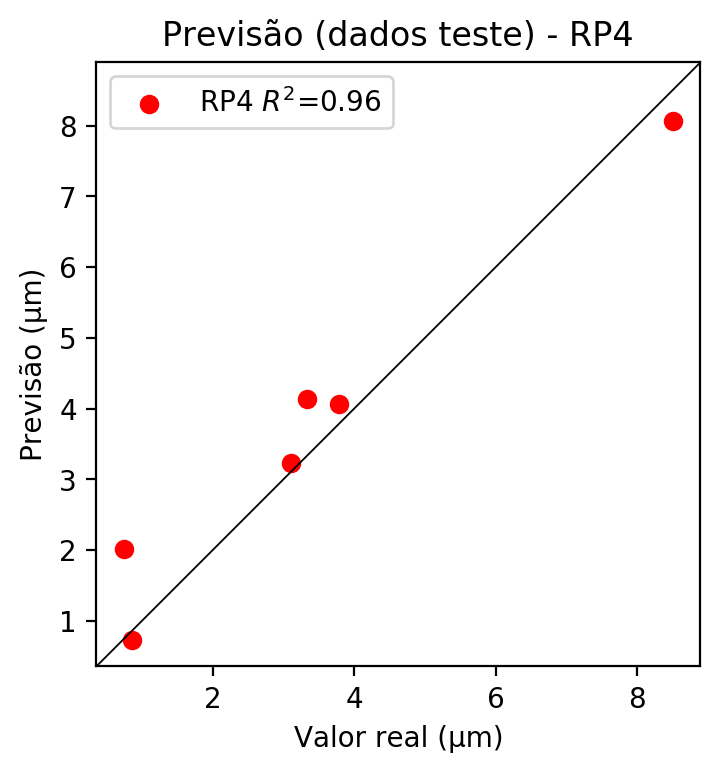 Previsão (dados teste) - RP4
RP4 R²=0.96
Previsão (µm)
8
7
6
5
4
3
2
1
2 4 6 8
Valor real (µm)